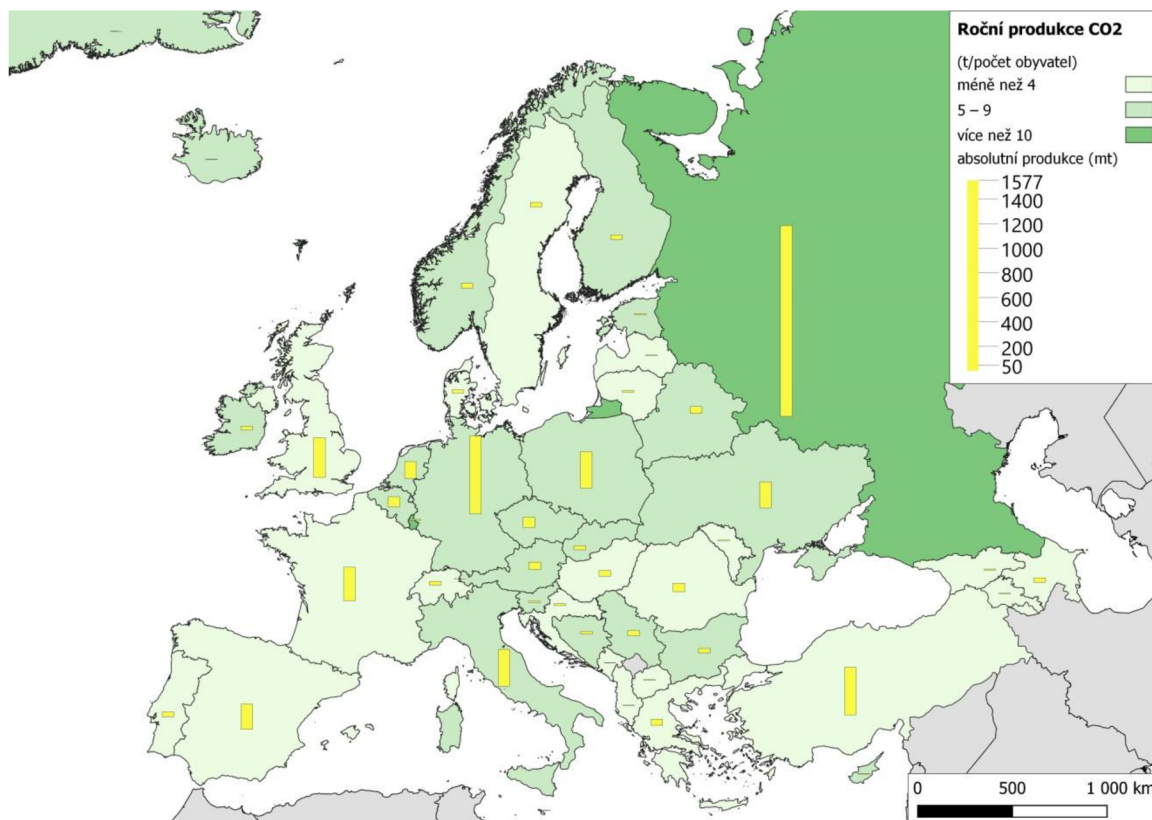 Roční produkce CO2
(t/počet obyvatel)
méně než 4
5 – 9
více než 10
absolutní produkce (mt)
1577
1400
1200
1000
800
600
400
200
50
0 500 1 000 km